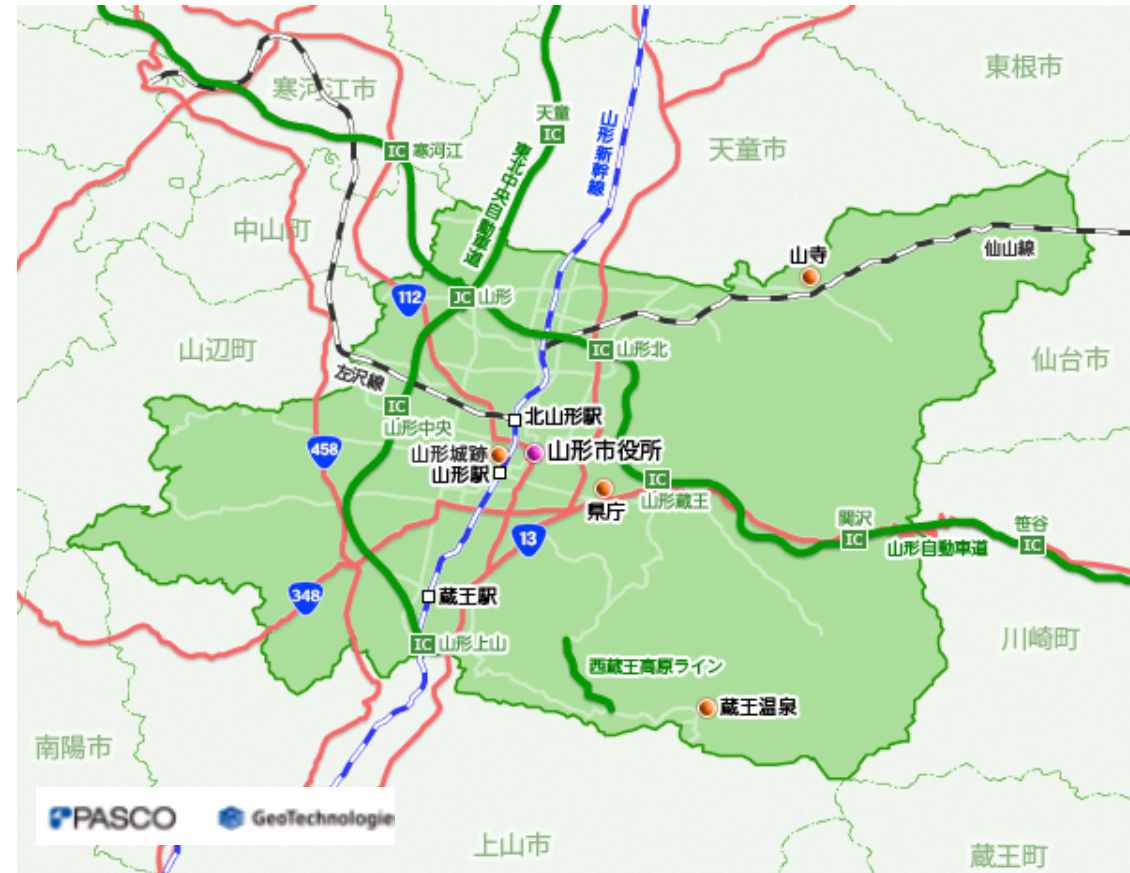 東根市
寒河江市
天童
IC
山形新幹線
天童市
IC 寒河江
東北中央自動車道
中山町
仙山線
山寺
112
JC 山形
山辺町
IC 山形北
仙台市
左沢線
IC
山形中央
北山形駅
458
山形城跡
山形市役所
山形駅
IC
山形蔵王
県庁
関沢
IC
笹谷
IC
山形自動車道
13
348
蔵王駅
IC 山形上山
川崎町
西蔵王高原ライン
蔵王温泉
南陽市
PASCO
GeoTechnologie
上山市
蔵王町